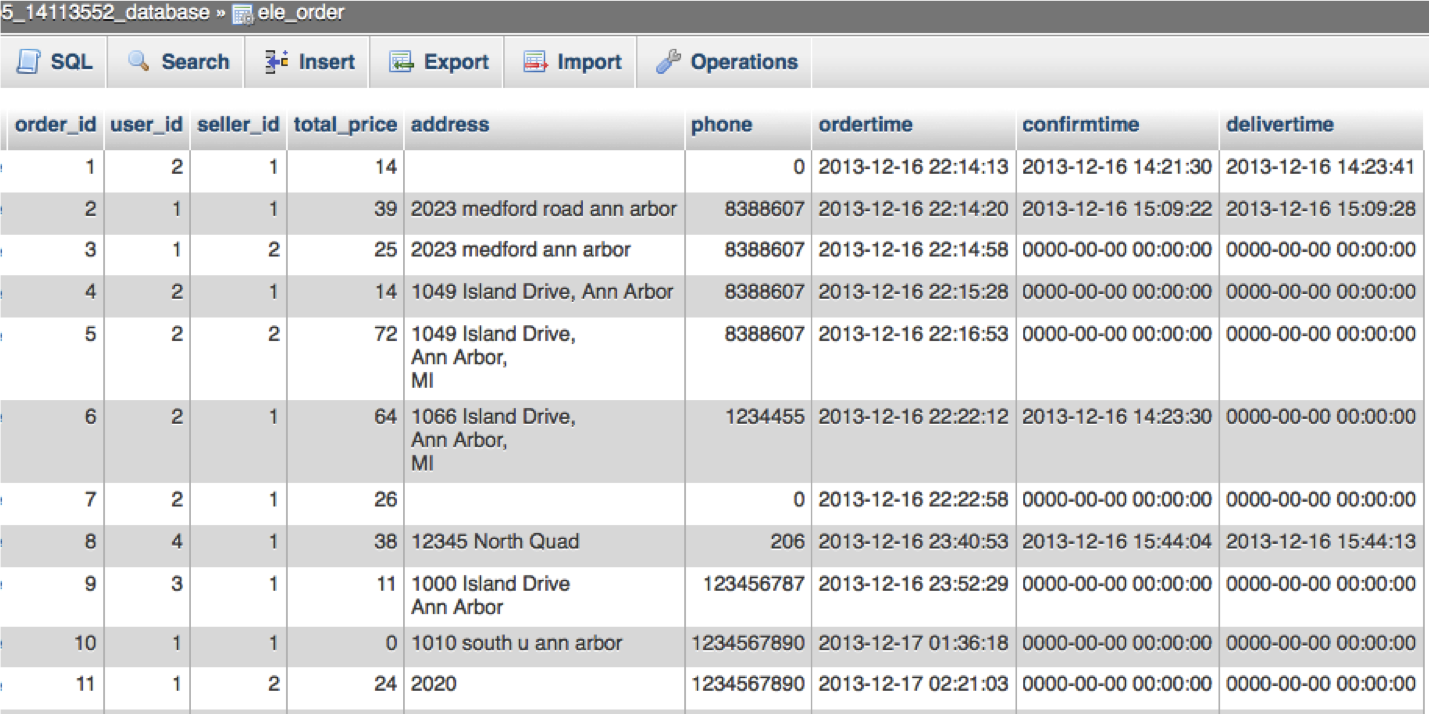 5_14113552_database » ele_order
SQL Search Insert Export Import Operations
order_id user_id seller_id total_price address phone ordertime confirmtime delivertime
1 2 1 14 0 2013-12-16 22:14:13 2013-12-16 14:21:30 2013-12-16 14:23:41
2 1 1 39 2023 medford road ann arbor 8388607 2013-12-16 22:14:20 2013-12-16 15:09:22 2013-12-16 15:09:28
3 1 2 25 2023 medford ann arbor 8388607 2013-12-16 22:14:58 0000-00-00 00:00:00 0000-00-00 00:00:00
4 2 1 14 1049 Island Drive, Ann Arbor 8388607 2013-12-16 22:15:28 0000-00-00 00:00:00 0000-00-00 00:00:00
5 2 2 72 1049 Island Drive, 8388607 2013-12-16 22:16:53 0000-00-00 00:00:00 0000-00-00 00:00:00
Ann Arbor,
MI
6 2 1 64 1066 Island Drive, 1234455 2013-12-16 22:22:12 2013-12-16 14:23:30 0000-00-00 00:00:00
Ann Arbor,
MI
7 2 1 26 0 2013-12-16 22:22:58 0000-00-00 00:00:00 0000-00-00 00:00:00
8 4 1 38 12345 North Quad 206 2013-12-16 23:40:53 2013-12-16 15:44:04 2013-12-16 15:44:13
9 3 1 11 1000 Island Drive 123456787 2013-12-16 23:52:29 0000-00-00 00:00:00 0000-00-00 00:00:00
Ann Arbor
10 1 1 0 1010 south u ann arbor 1234567890 2013-12-17 01:36:18 0000-00-00 00:00:00 0000-00-00 00:00:00
11 1 2 24 2020 1234567890 2013-12-17 02:21:03 0000-00-00 00:00:00 0000-00-00 00:00:00